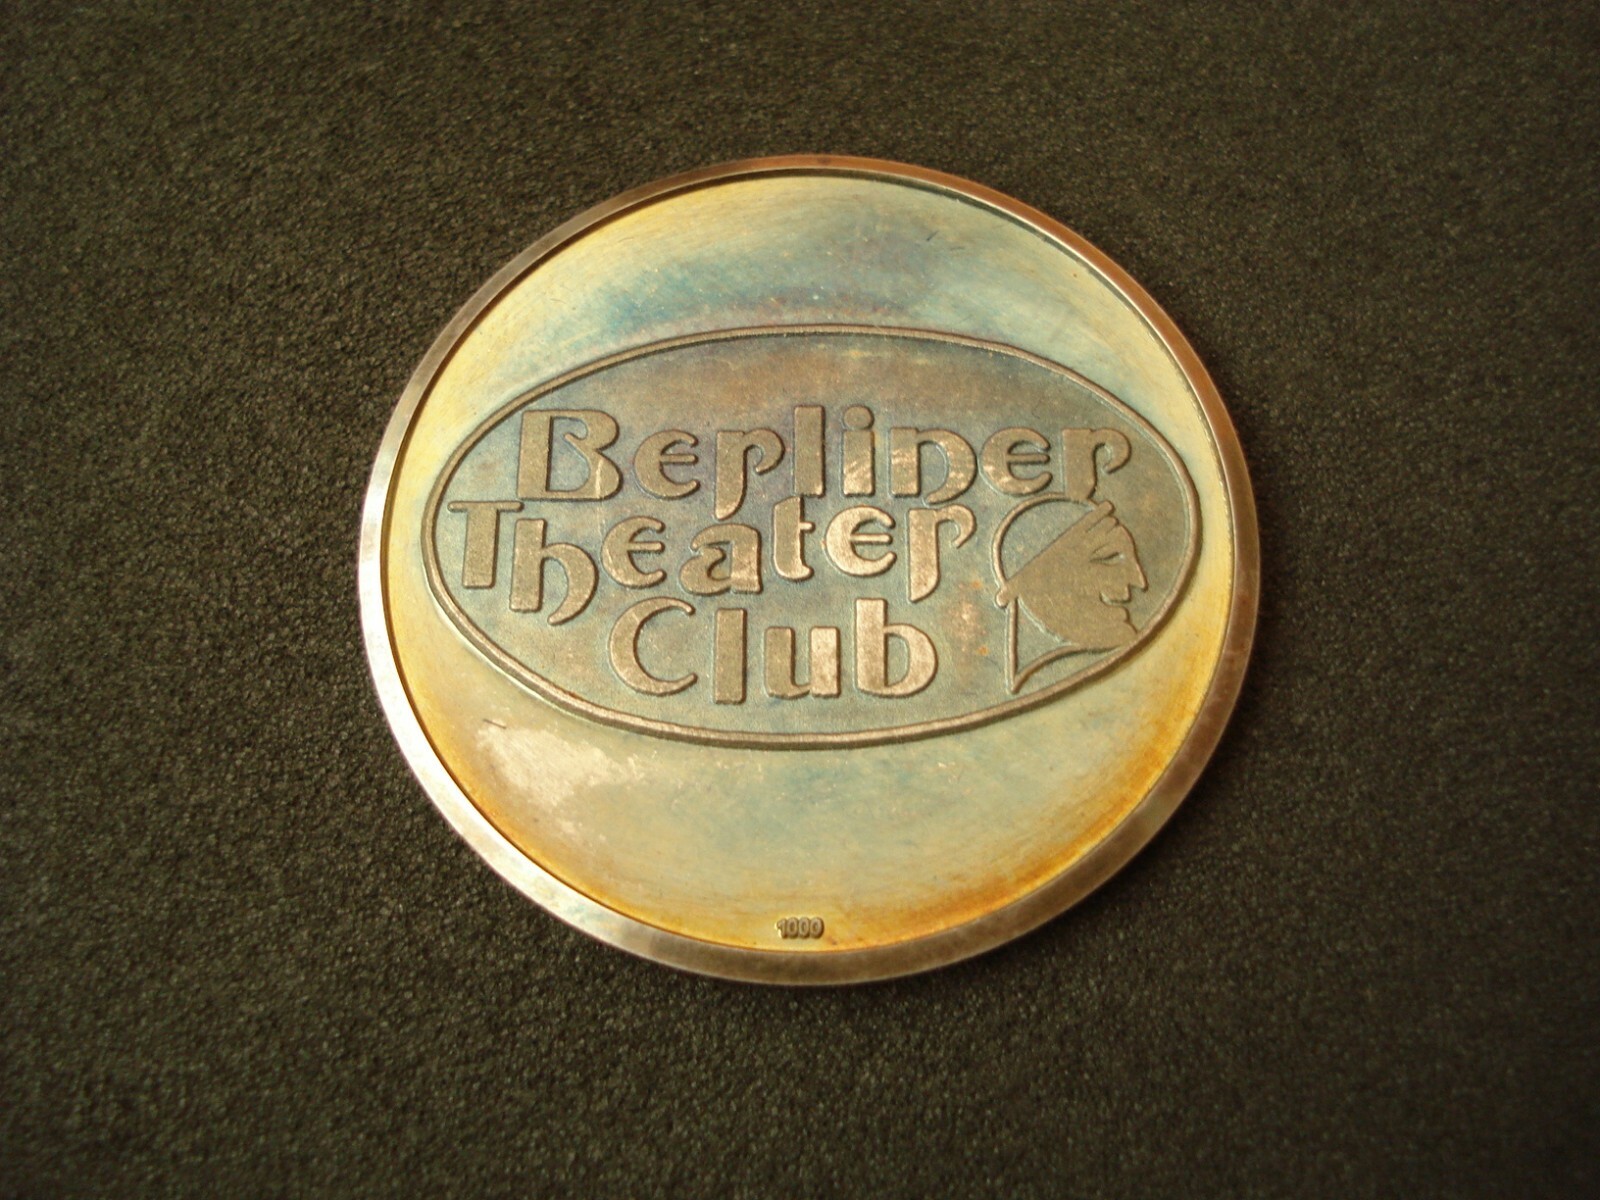 Berliner
Theater
Club
1000